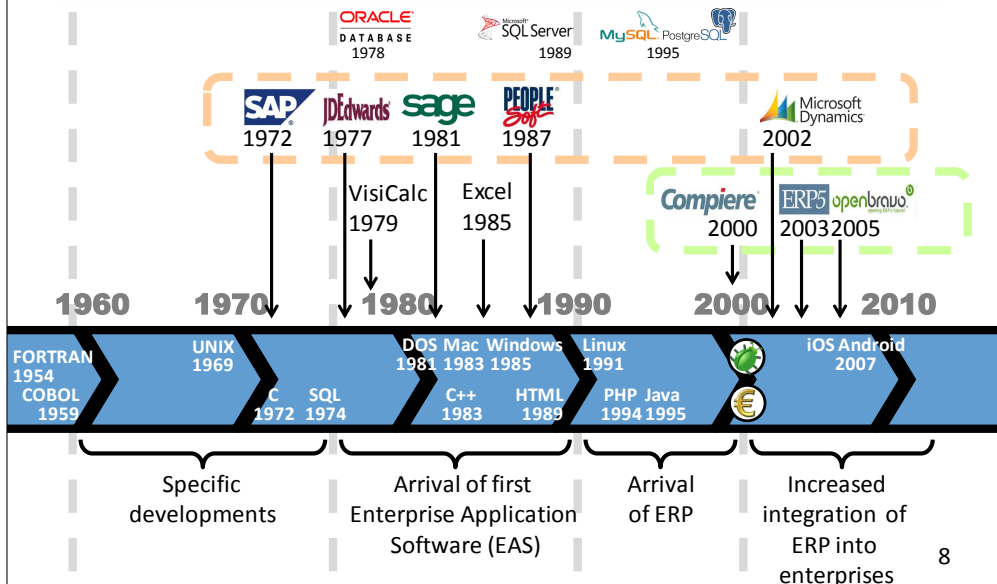 ORACLE
DATABASE
1978
Microsoft
SQL Server
1989
MySQL PostgreSQL
1995
SAP
1972
JDEdwards
1977
sage
1981
PEOPLE
Soft
1987
Microsoft
Dynamics
2002
VisiCalc
1979
Excel
1985
Compiere
2000
ERP5
2003
openbravo
2005
1960 1970 1980 1990 2000 2010
FORTRAN
1954
COBOL
1959
UNIX
1969
C
1972
SQL
1974
DOS
1981
Mac
1983
Windows
1985
C++
1983
HTML
1989
Linux
1991
PHP
1994
Java
1995
€
iOS Android
2007
Specific
developments
Arrival of first
Enterprise Application
Software (EAS)
Arrival
of ERP
Increased
integration of
ERP into
enterprises
8